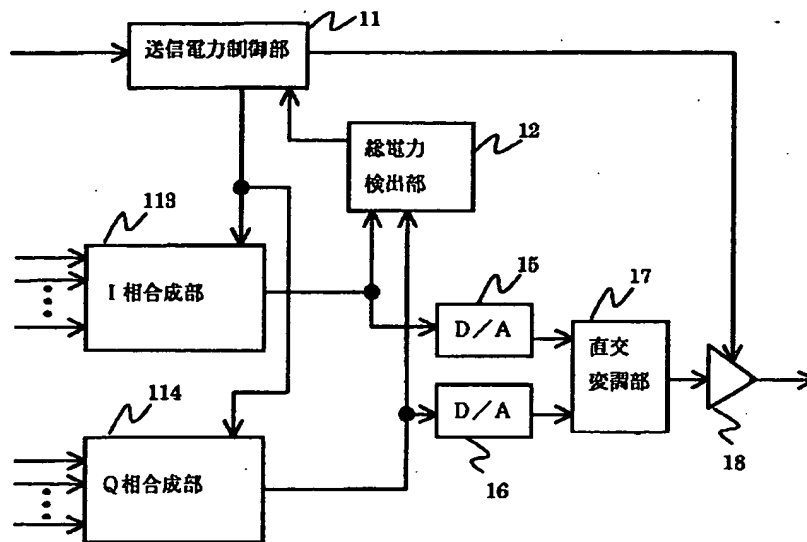 11
送信電力制御部
12
総電力
検出部
113
I相合成部
15
D/A
17
直交
変調部
18
114
Q相合成部
D/A
16